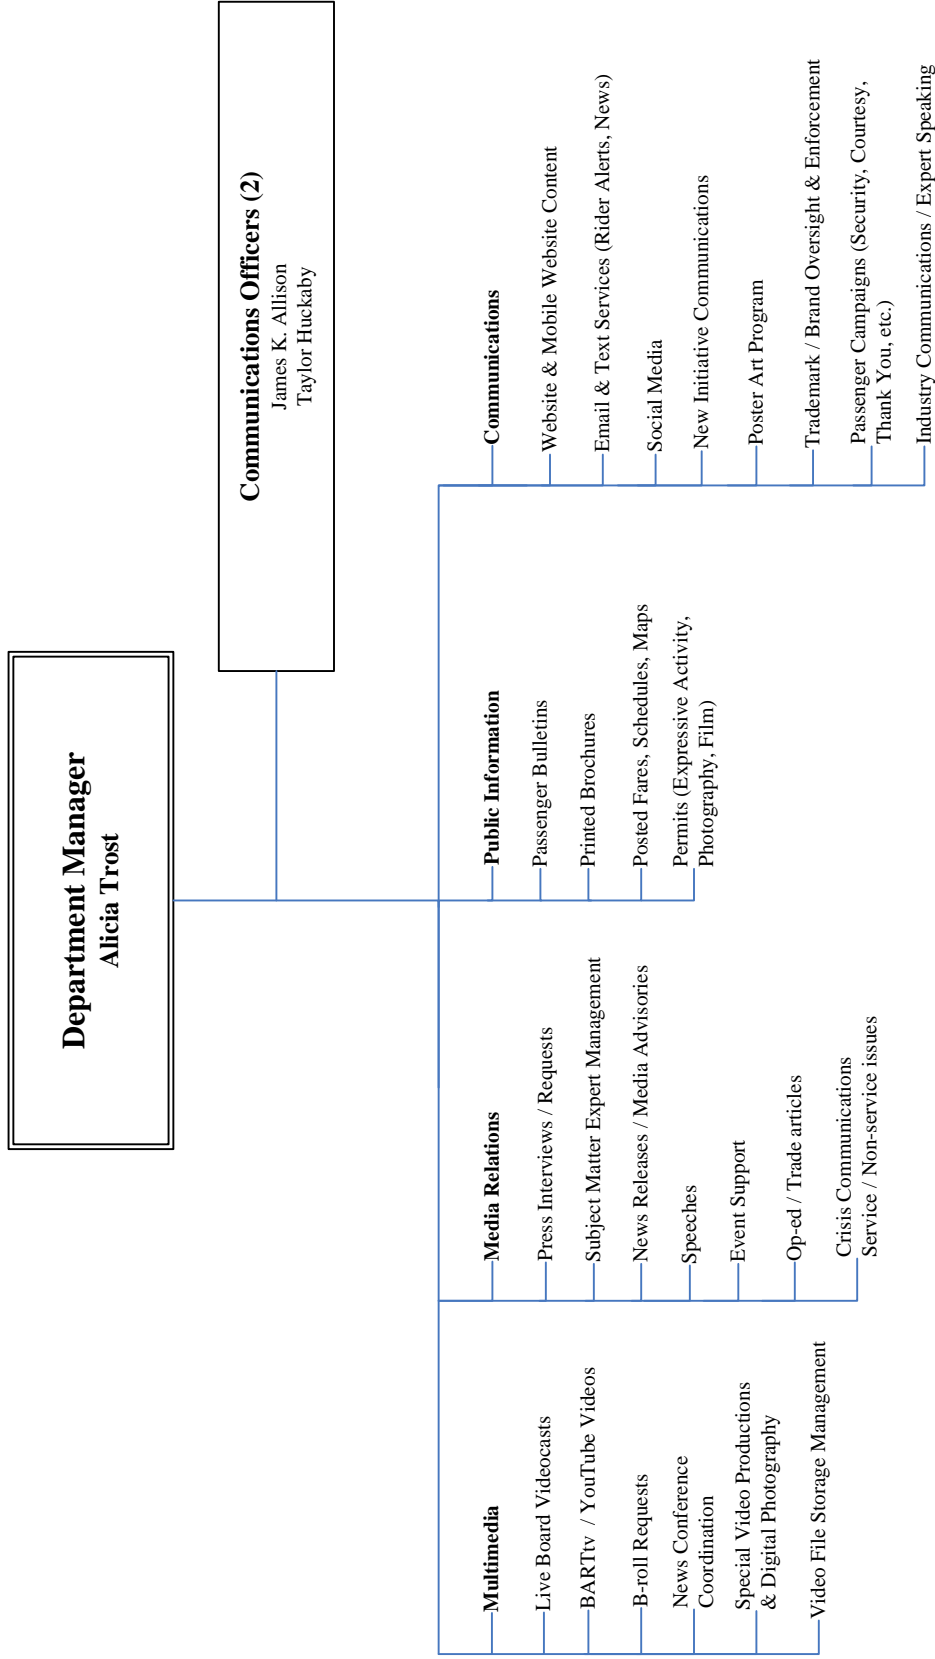 Department Manager
Alicia Trost
Communications Officers (2)
James K. Allison
Taylor Huckaby
Multimedia
Live Board Videocasts
BARTtv / YouTube Videos
B-roll Requests
News Conference
Coordination
Special Video Productions
& Digital Photography
Video File Storage Management
Media Relations
Press Interviews / Requests
Subject Matter Expert Management
News Releases / Media Advisories
Speeches
Event Support
Op-ed / Trade articles
Crisis Communications
Service / Non-service issues
Public Information
Passenger Bulletins
Printed Brochures
Posted Fares, Schedules, Maps
Permits (Expressive Activity,
Photography, Film)
Communications
Website & Mobile Website Content
Email & Text Services (Rider Alerts, News)
Social Media
New Initiative Communications
Poster Art Program
Trademark / Brand Oversight & Enforcement
Passenger Campaigns (Security, Courtesy,
Thank You, etc.)
Industry Communications / Expert Speaking